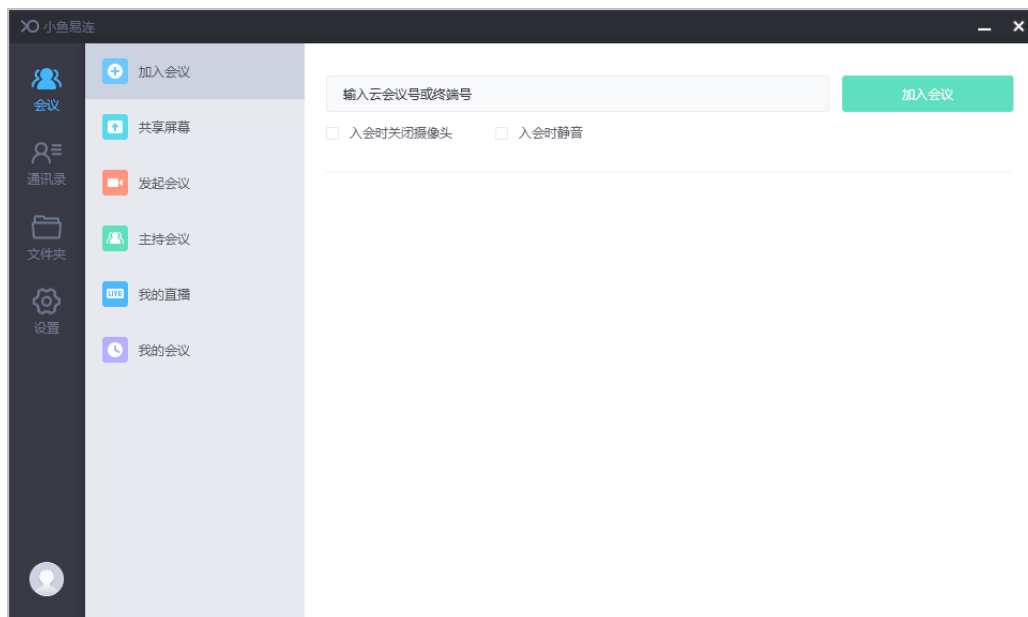 小鱼易连
会议
通讯录
文件夹
设置
加入会议
共享屏幕
发起会议
主持会议
LIVE 我的直播
我的会议
输入云会议号或终端号 加入会议
入会时关闭摄像头 入会时静音